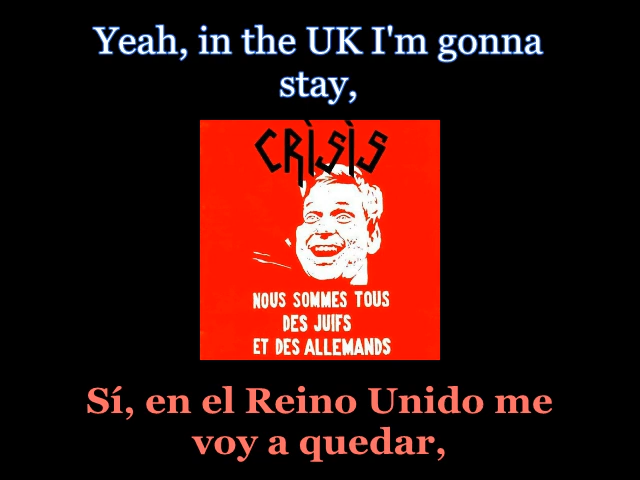 Yeah, in the UK I'm gonna
stay,
CRiSiS
NOUS SOMMES TOUS
DES JUIFS
ET DES ALLEMANDS
Sí, en el Reino Unido me
voy a quedar,